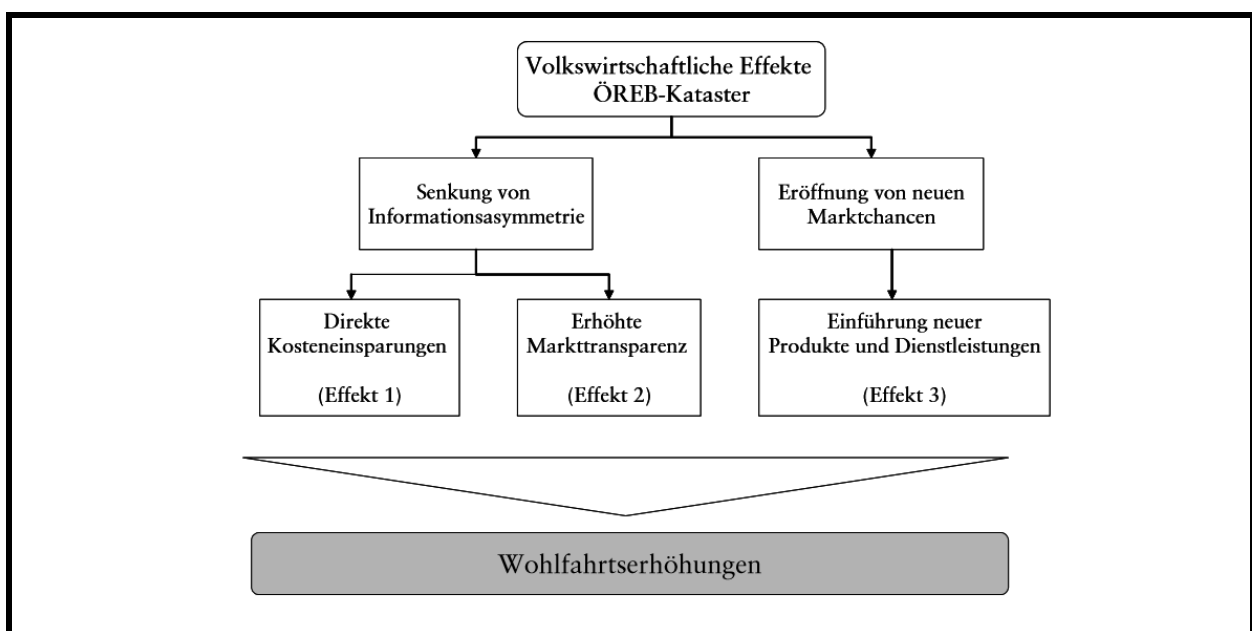 Volkswirtschaftliche Effekte
ÖREB-Kataster
Senkung von
Informationsasymmetrie
Eröffnung von neuen
Marktchancen
Direkte
Kosteneinsparungen
(Effekt 1)
Erhöhte
Markttransparenz
(Effekt 2)
Einführung neuer
Produkte und Dienstleistungen
(Effekt 3)
Wohlfahrtserhöhungen